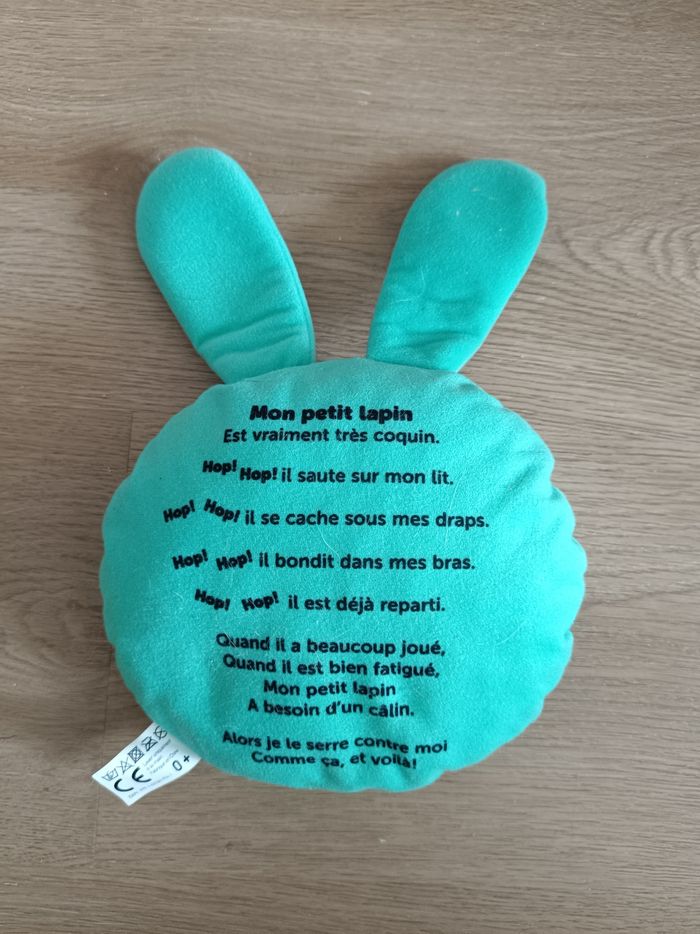 Mon petit lapin
Est vraiment très coquin.
Hop! Hop! il saute sur mon lit.
Hop! Hop! il se cache sous mes draps.
Hop! Hop! il bondit dans mes bras.
Hop! Hop! il est déjà reparti.
Quand il a beaucoup joué,
Quand il est bien fatigué,
Mon petit lapin
A besoin d'un câlin.
Alors je le serre contre moi
Comme ça, et voilà!
CE
0+